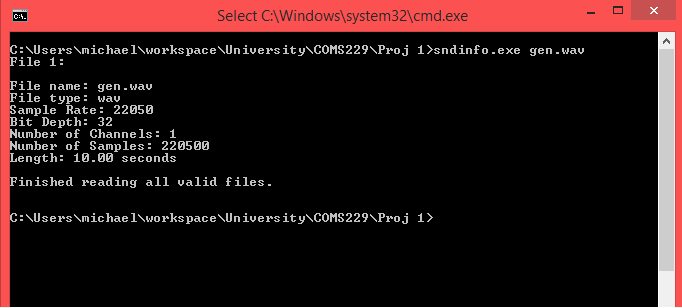 Select C:\Windows\system32\cmd.exe
C:\Users\michael\workspace\University\COMS229\Proj 1>sndinfo.exe gen.wav
File 1:
File name: gen.wav
File type: wav
Sample Rate: 22050
Bit Depth: 32
Number of Channels: 1
Number of Samples: 220500
Length: 10.00 seconds
Finished reading all valid files.
C:\Users\michael\workspace\University\COMS229\Proj 1>